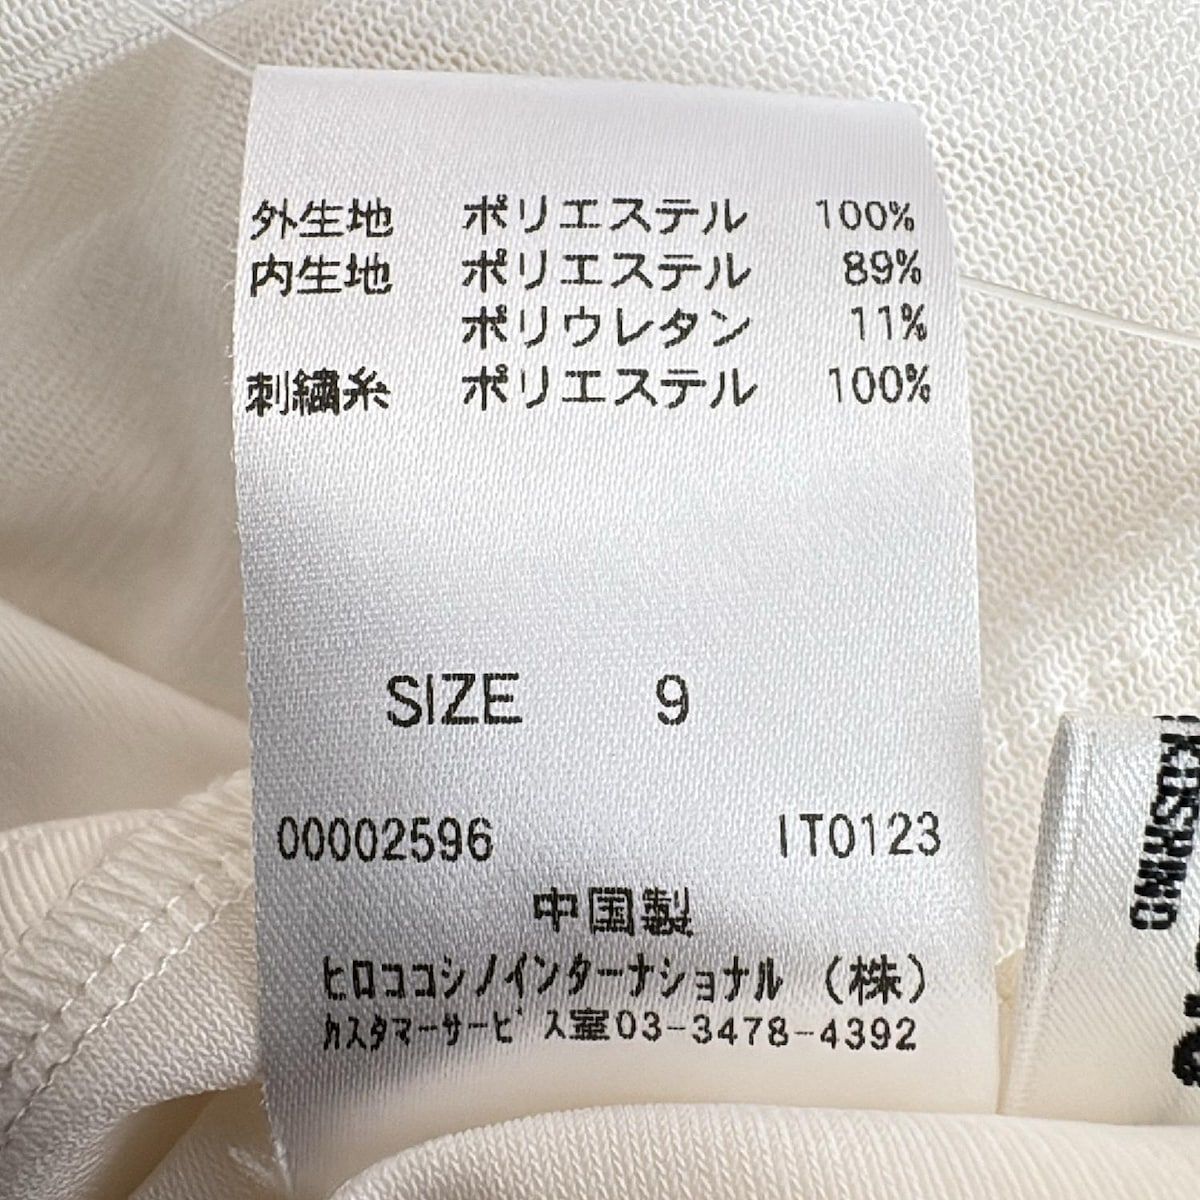 外生地 ポリエステル 100%
内生地 ポリエステル 89%
ポリウレタン 11%
刺繍糸 ポリエステル 100%
SIZE 9
00002596 IT0123
中国製
ヒロココシノインターナショナル（株）
カスタマーサービス室03-3478-4392
KOSHINO